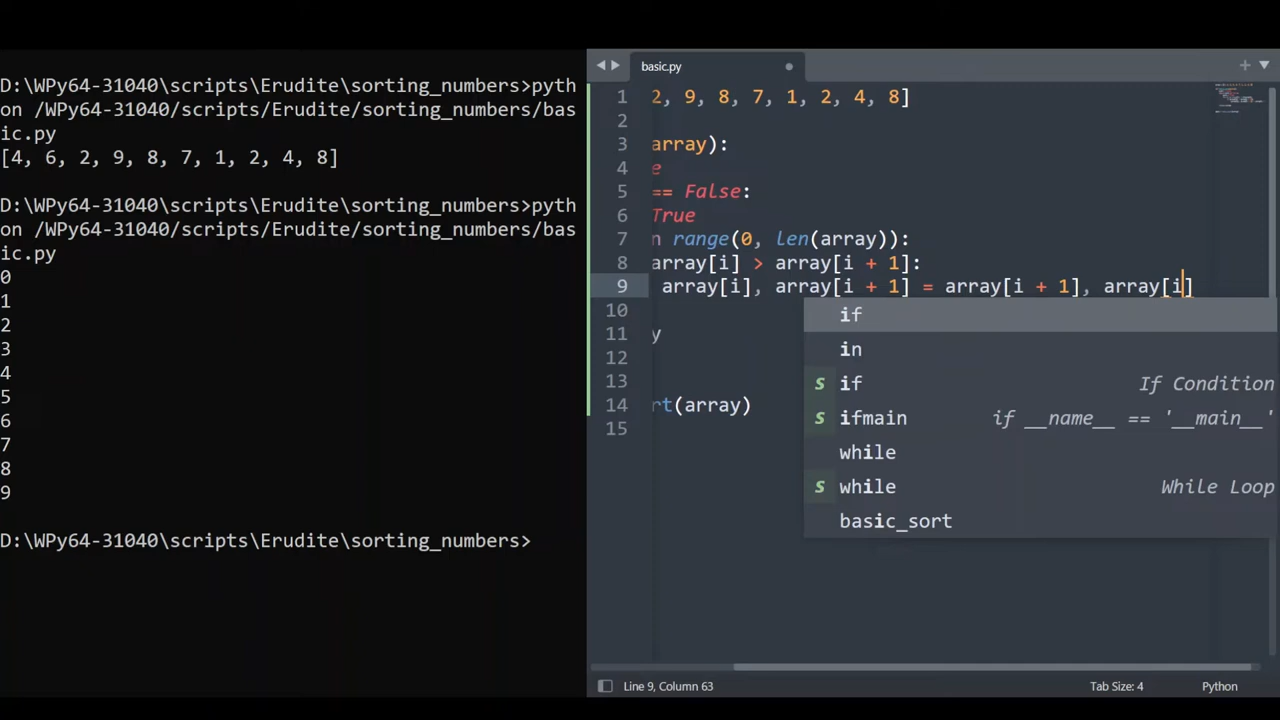 D:\WPy64-31040\scripts\Erudite\sorting_numbers>pyth
on /WPy64-31040/scripts/Erudite/sorting_numbers/bas
ic.py
[4, 6, 2, 9, 8, 7, 1, 2, 4, 8]
D:\WPy64-31040\scripts\Erudite\sorting_numbers>pyth
on /WPy64-31040/scripts/Erudite/sorting_numbers/bas
ic.py
0
1
2
3
4
5
6
7
8
9
D:\WPy64-31040\scripts\Erudite\sorting_numbers>
basic.py
1 2, 9, 8, 7, 1, 2, 4, 8]
2
3 array):
4 e
5 == False:
6 True
7 n range(0, len(array)):
8 array[i] > array[i + 1]:
9 array[i], array[i + 1] = array[i + 1], array[i]
10
11 y
12
13
14 rt(array)
15
if
in
s if If Condition
s ifmain if __name__ == '__main__'
while
s while While Loop
basic_sort
Line 9, Column 63 Tab Size: 4 Python